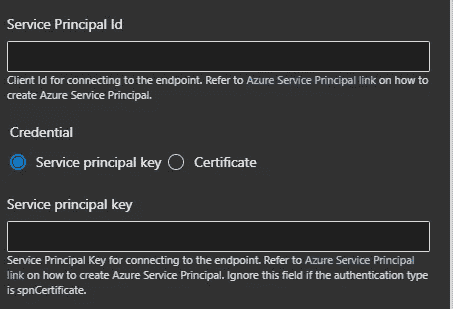 Service Principal Id
Client Id for connecting to the endpoint. Refer to Azure Service Principal link on how to
create Azure Service Principal.
Credential
Service principal key
Certificate
Service principal key
Service Principal Key for connecting to the endpoint. Refer to Azure Service Principal
link on how to create Azure Service Principal. Ignore this field if the authentication type
is spnCertificate.